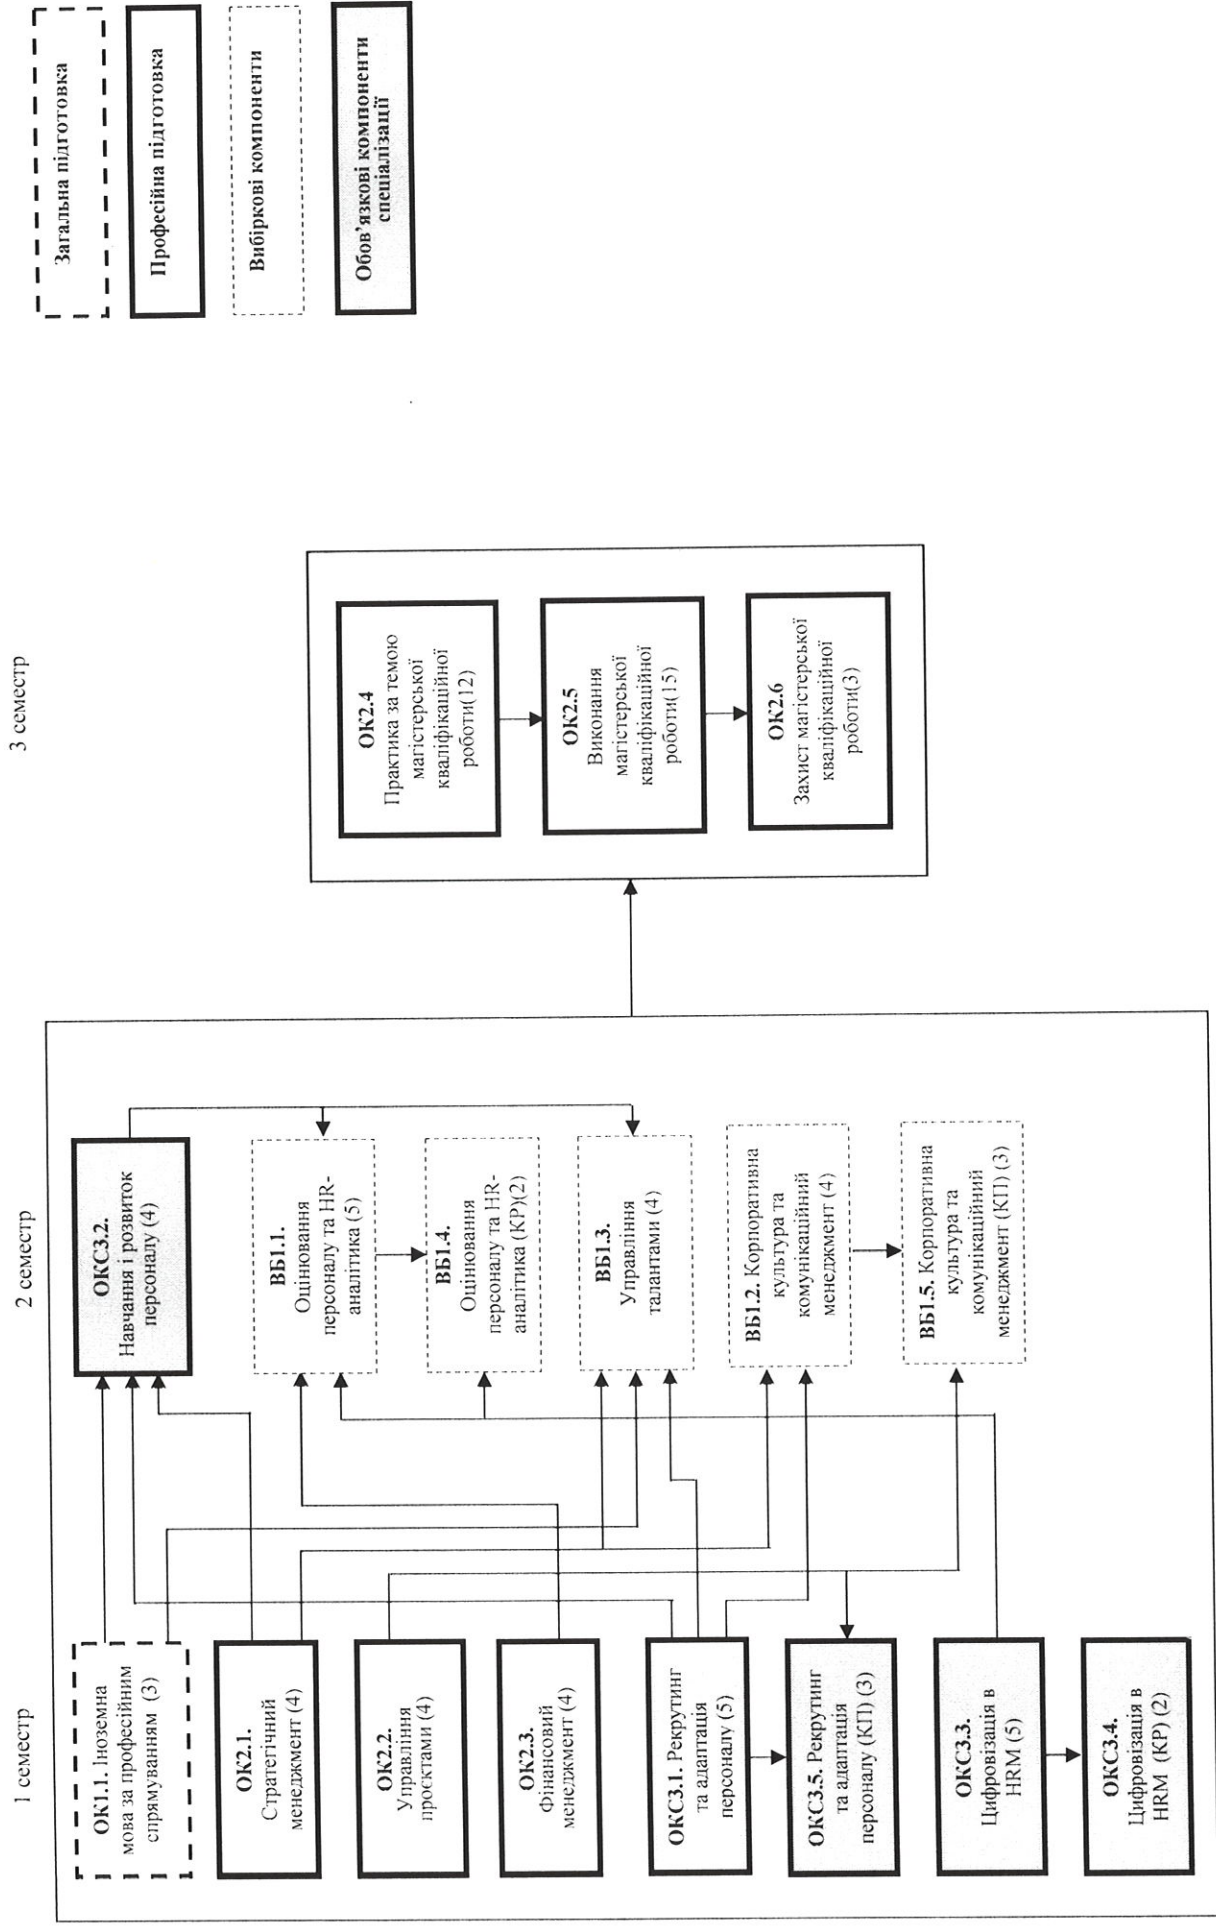 1 семестр
2 семестр
3 семестр
ОК1.1. Іноземна
мова за професійним
спрямуванням (3)
ОК2.1.
Стратегічний
менеджмент (4)
ОК2.2.
Управління
проєктами (4)
ОК2.3.
Фінансовий
менеджмент (4)
ОКС3.1. Рекрутинг
та адаптація
персоналу (5)
ОКС3.5. Рекрутинг
та адаптація
персоналу (КП) (3)
ОКС3.3.
Цифровізація в
HRM (5)
ОКС3.4.
Цифровізація в
HRM (КР) (2)
ОКС3.2.
Навчання і розвиток
персоналу (4)
ВБ1.1.
Оцінювання
персоналу та HR-
аналітика (5)
ВБ1.4.
Оцінювання
персоналу та HR-
аналітика (КР)(2)
ВБ1.3.
Управління
талантами (4)
ВБ1.2. Корпоративна
культура та
комунікаційний
менеджмент (4)
ВБ1.5. Корпоративна
культура та
комунікаційний
менеджмент (КП) (3)
ОК2.4
Практика за темою
магістерської
кваліфікаційної
роботи(12)
ОК2.5
Виконання
магістерської
кваліфікаційної
роботи(15)
ОК2.6
Захист магістерської
кваліфікаційної
роботи(3)
Загальна підготовка
Професійна підготовка
Вибіркові компоненти
Обов’язкові компоненти
спеціалізації